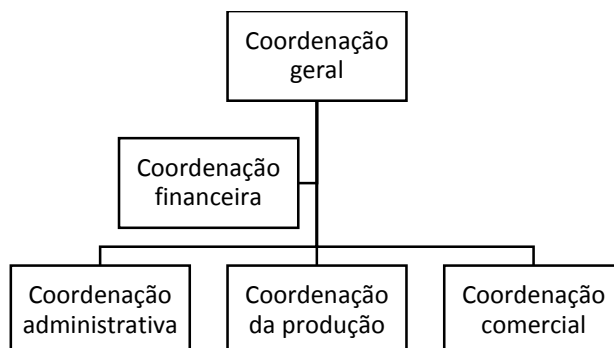 Coordenação
geral
Coordenação
financeira
Coordenação
administrativa
Coordenação
da produção
Coordenação
comercial